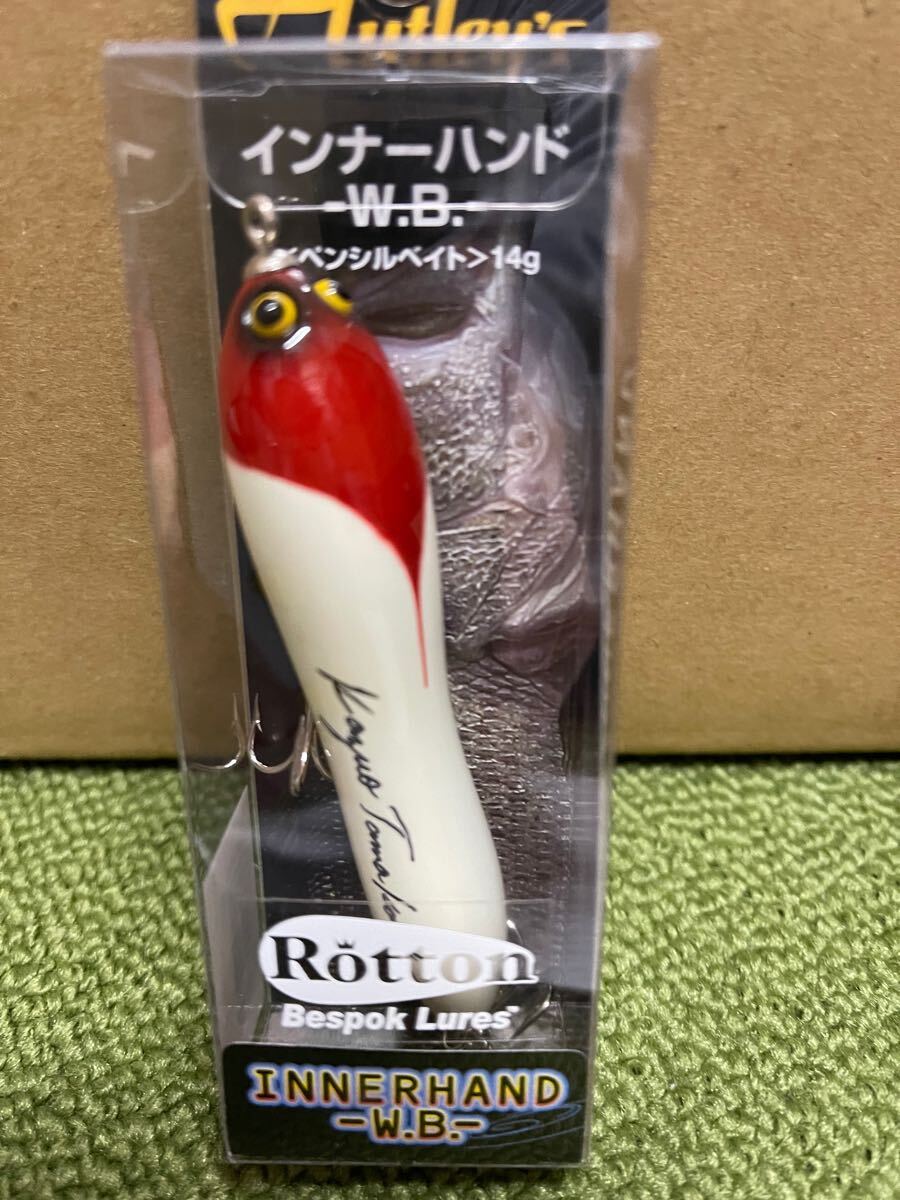 インナーハンド
-W.B.-
ペンシルベイト>14g
Kazuo
Rotton
Bespok Lures
INNERHAND
-W.B.-